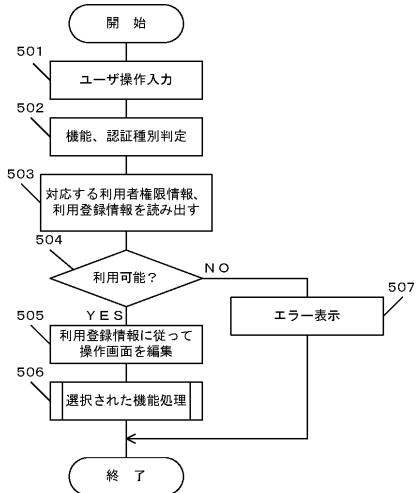 開　始
501
ユーザ操作入力
502
機能、認証種別判定
503
対応する利用者権限情報、
利用登録情報を読み出す
504
利用可能？
ＮＯ
507
エラー表示
ＹＥＳ
505
利用登録情報に従って
操作画面を編集
506
選択された機能処理
終　了